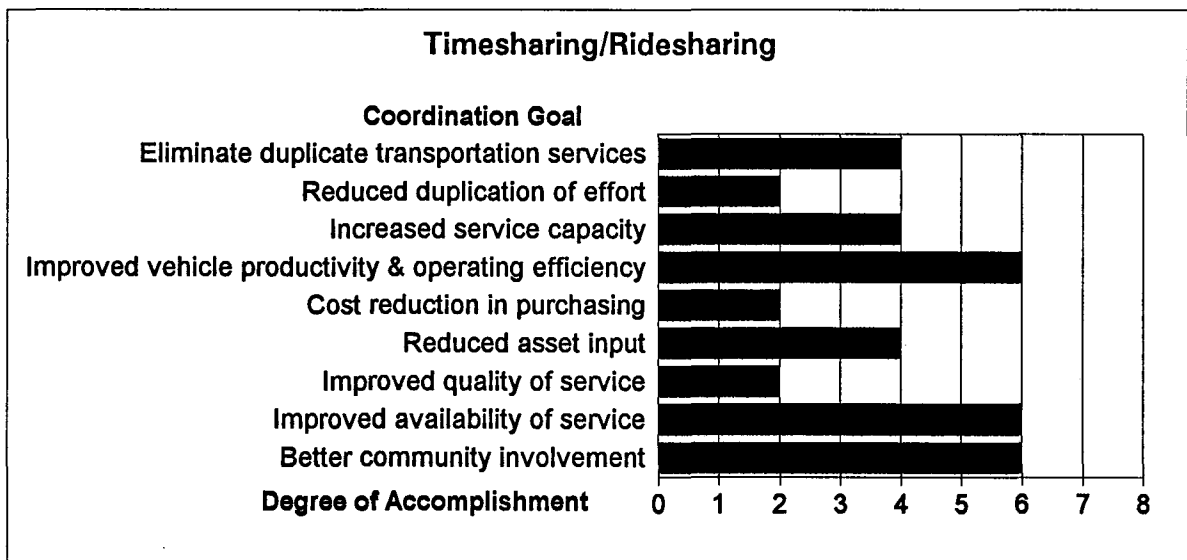 Timesharing/Ridesharing
Coordination Goal
Eliminate duplicate transportation services
Reduced duplication of effort
Increased service capacity
Improved vehicle productivity & operating efficiency
Cost reduction in purchasing
Reduced asset input
Improved quality of service
Improved availability of service
Better community involvement
Degree of Accomplishment 0 1 2 3 4 5 6 7 8